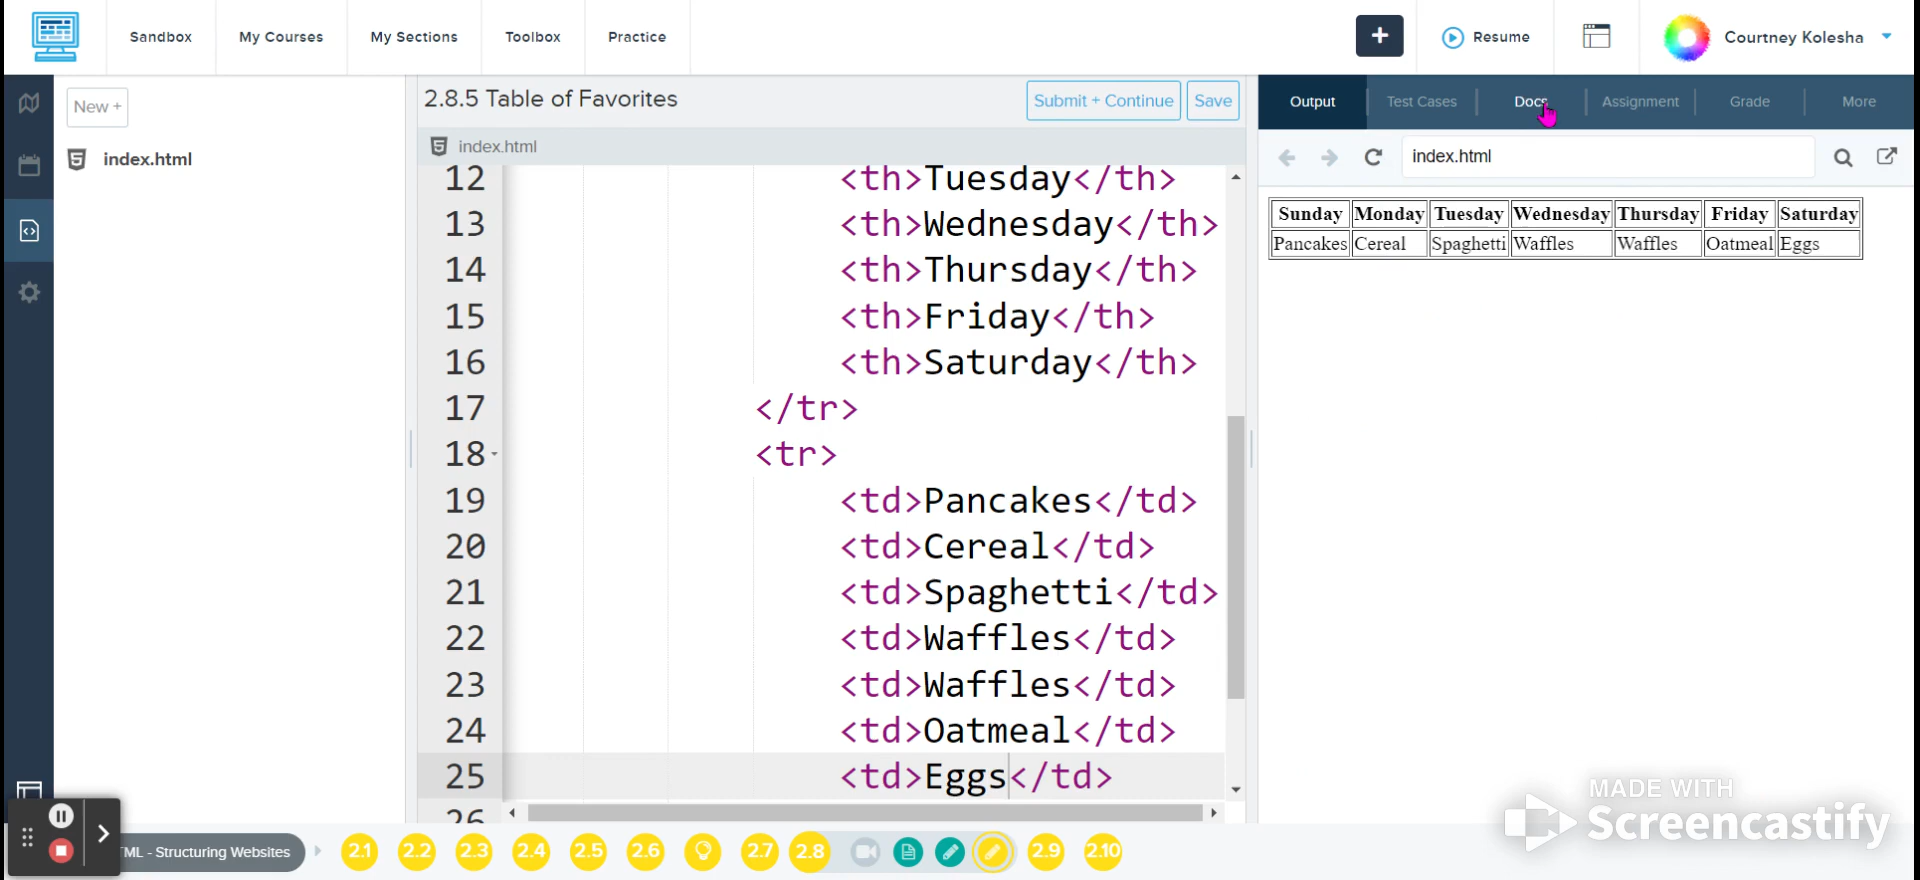 Sandbox
My Courses
My Sections
Toolbox
Practice
+
Resume
Courtney Kolesha
New +
index.html
2.8.5 Table of Favorites
Submit + Continue
Save
index.html
12 <th>Tuesday</th>
13 <th>Wednesday</th>
14 <th>Thursday</th>
15 <th>Friday</th>
16 <th>Saturday</th>
17 </tr>
18 <tr>
19 <td>Pancakes</td>
20 <td>Cereal</td>
21 <td>Spaghetti</td>
22 <td>Waffles</td>
23 <td>Waffles</td>
24 <td>Oatmeal</td>
25 <td>Eggs</td>
26
Output
Test Cases
Docs
Assignment
Grade
More
index.html
Sunday Monday Tuesday Wednesday Thursday Friday Saturday
Pancakes Cereal Spaghetti Waffles Waffles Oatmeal Eggs
MADE WITH
Screencastify
TML - Structuring Websites
2.1
2.2
2.3
2.4
2.5
2.6
2.7
2.8
2.9
2.10